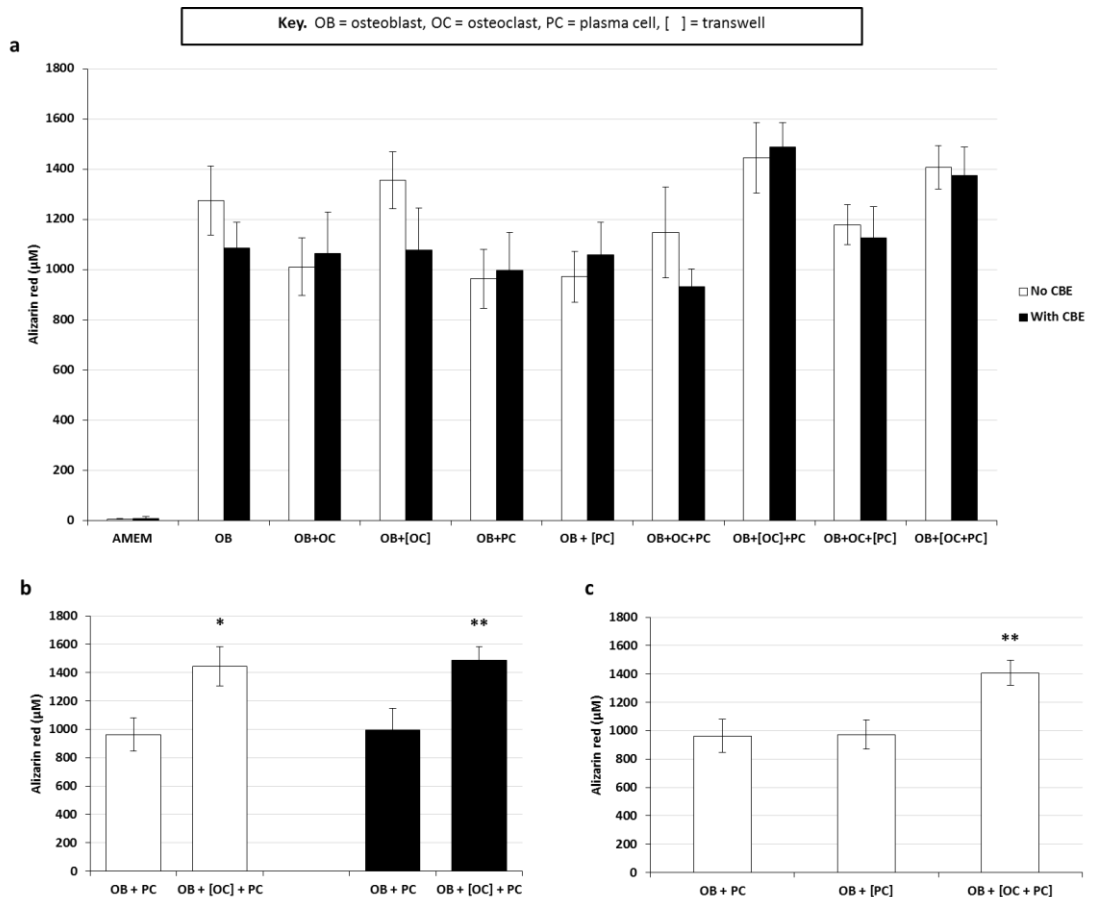 Key. OB = osteoblast, OC = osteoclast, PC = plasma cell, [ ] = transwell
a
Alizarin red (µM)
1800
1600
1400
1200
1000
800
600
400
200
0
AMEM OB OB+OC OB+[OC] OB+PC OB + [PC] OB+OC+PC OB+[OC]+PC OB+OC+[PC] OB+[OC+PC]
No CBE
With CBE
b
Alizarin red (µM)
1800
1600
1400
1200
1000
800
600
400
200
0
* **
OB + PC OB + [OC] + PC OB + PC OB + [OC] + PC
c
Alizarin red (µM)
1800
1600
1400
1200
1000
800
600
400
200
0
**
OB + PC OB + [PC] OB + [OC + PC]